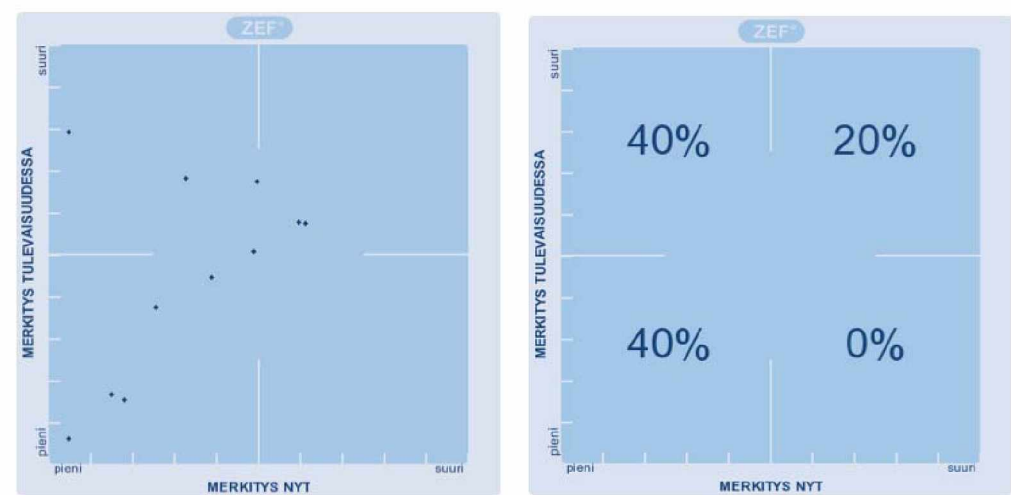 ZEF
suuri
MERKITYS TULEVAISUUDESSA
pieni
pieni
suuri
MERKITYS NYT
ZEF
suuri
40%
20%
MERKITYS TULEVAISUUDESSA
40%
0%
pieni
pieni
suuri
MERKITYS NYT